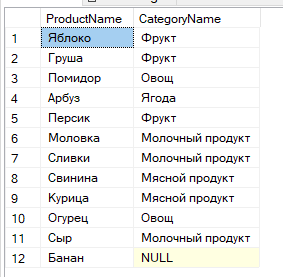 ProductName CategoryName
1 Яблоко Фрукт
2 Груша Фрукт
3 Помидор Овощ
4 Арбуз Ягода
5 Персик Фрукт
6 Моловка Молочный продукт
7 Сливки Молочный продукт
8 Свинина Мясной продукт
9 Курица Мясной продукт
10 Огурец Овощ
11 Сыр Молочный продукт
12 Банан NULL